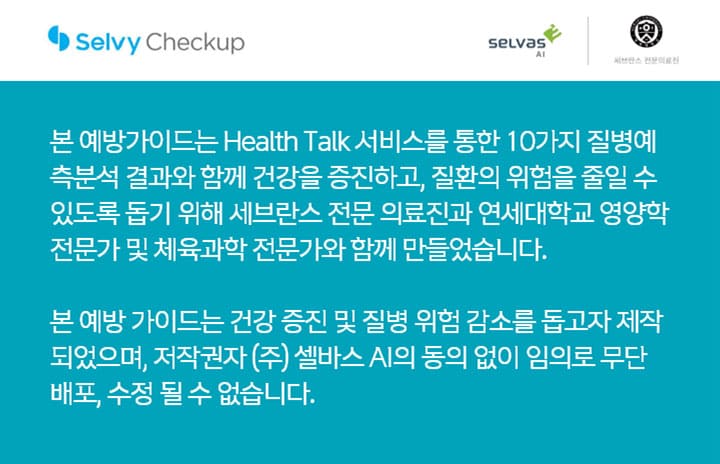 Selvy Checkup
SELVAS AI
세브란스 전문의료진
본 예방가이드는 Health Talk 서비스를 통한 10가지 질병예
측분석 결과와 함께 건강을 증진하고, 질환의 위험을 줄일 수
있도록 돕기 위해 세브란스 전문 의료진과 연세대학교 영양학
전문가 및 체육과학 전문가와 함께 만들었습니다.
본 예방 가이드는 건강 증진 및 질병 위험 감소를 돕고자 제작
되었으며, 저작권자 (주) 셀바스 AI의 동의 없이 임의로 무단
배포, 수정 될 수 없습니다.